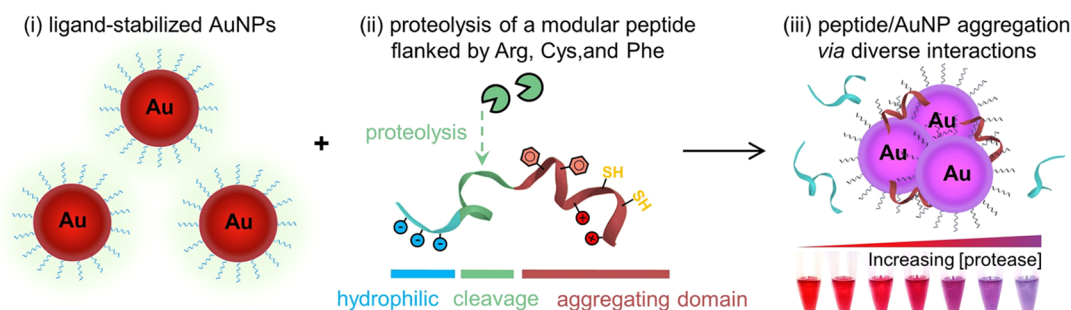 (i) ligand-stabilized AuNPs
Au
Au
Au
+
(ii) proteolysis of a modular peptide
flanked by Arg, Cys,and Phe
proteolysis
SH
SH
+
+
-
-
-
hydrophilic cleavage aggregating domain
(iii) peptide/AuNP aggregation
via diverse interactions
Au
Au
Au
Increasing [protease]